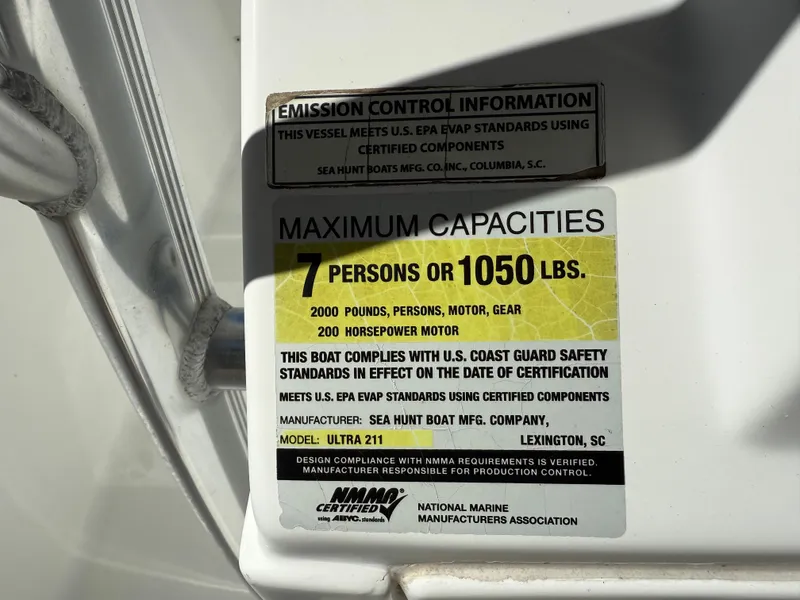 EMISSION CONTROL INFORMATION
THIS VESSEL MEETS U.S. EPA EVAP STANDARDS USING
CERTIFIED COMPONENTS
SEA HUNT BOATS MFG. CO. INC., COLUMBIA, S.C.
MAXIMUM CAPACITIES
7 PERSONS OR 1050 LBS.
2000 POUNDS, PERSONS, MOTOR, GEAR
200 HORSEPOWER MOTOR
THIS BOAT COMPLIES WITH U.S. COAST GUARD SAFETY
STANDARDS IN EFFECT ON THE DATE OF CERTIFICATION
MEETS U.S. EPA EVAP STANDARDS USING CERTIFIED COMPONENTS
MANUFACTURER: SEA HUNT BOAT MFG. COMPANY,
MODEL: ULTRA 211 LEXINGTON, SC
DESIGN COMPLIANCE WITH NMMA REQUIREMENTS IS VERIFIED.
MANUFACTURER RESPONSIBLE FOR PRODUCTION CONTROL.
NMMA®
CERTIFIED
using ABYC. standards
NATIONAL MARINE
MANUFACTURERS ASSOCIATION